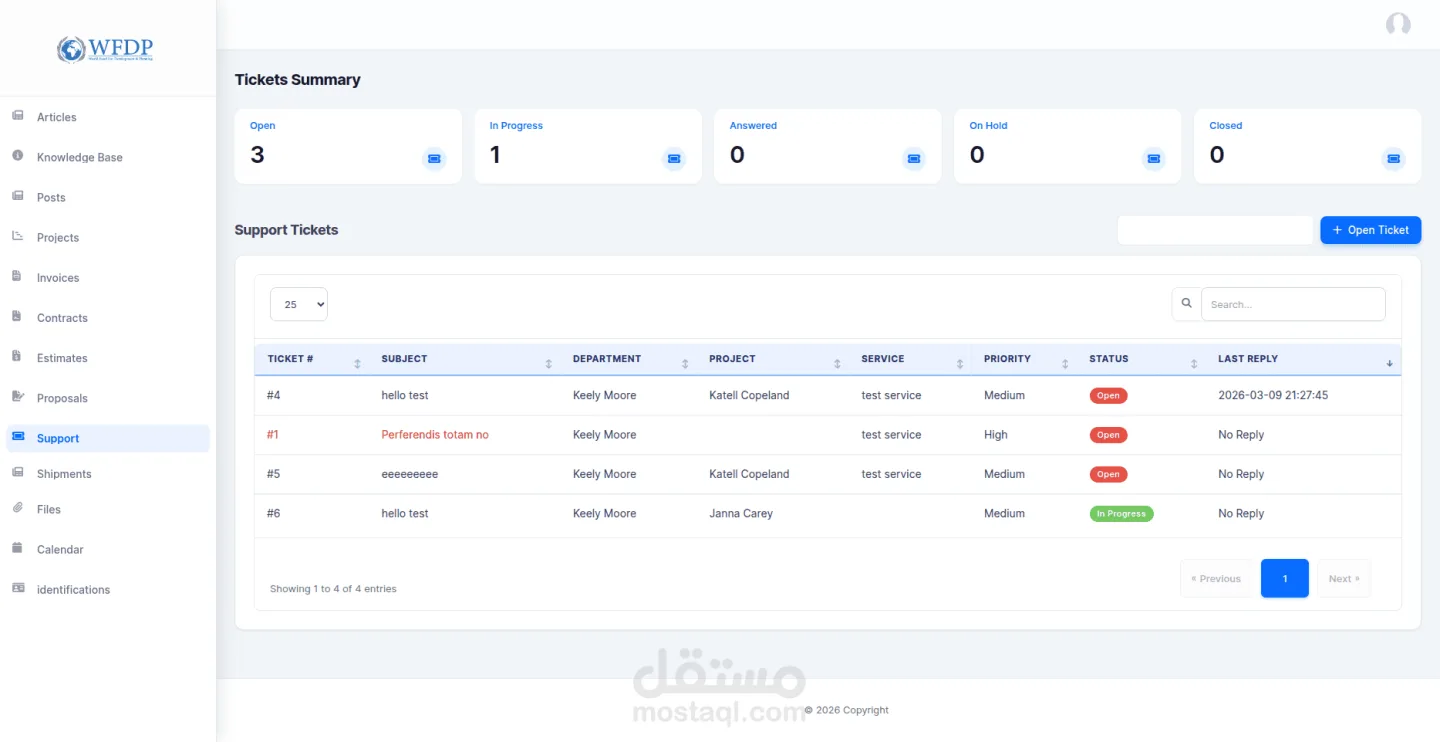 WFDP
Articles
Knowledge Base
Posts
Projects
Invoices
Contracts
Estimates
Proposals
Support
Shipments
Files
Calendar
identifications
Tickets Summary
Open
3
In Progress
1
Answered
0
On Hold
0
Closed
0
Support Tickets
+ Open Ticket
25
Search...
TICKET # SUBJECT DEPARTMENT PROJECT SERVICE PRIORITY STATUS LAST REPLY
#4 hello test Keely Moore Katell Copeland test service Medium Open 2026-03-09 21:27:45
#1 Perferendis totam no Keely Moore test service High Open No Reply
#5 eeeeeeeee Keely Moore Katell Copeland test service Medium Open No Reply
#6 hello test Keely Moore Janna Carey Medium In Progress No Reply
Showing 1 to 4 of 4 entries
« Previous 1 Next »
مستقل
mostaql.com
© 2026 Copyright